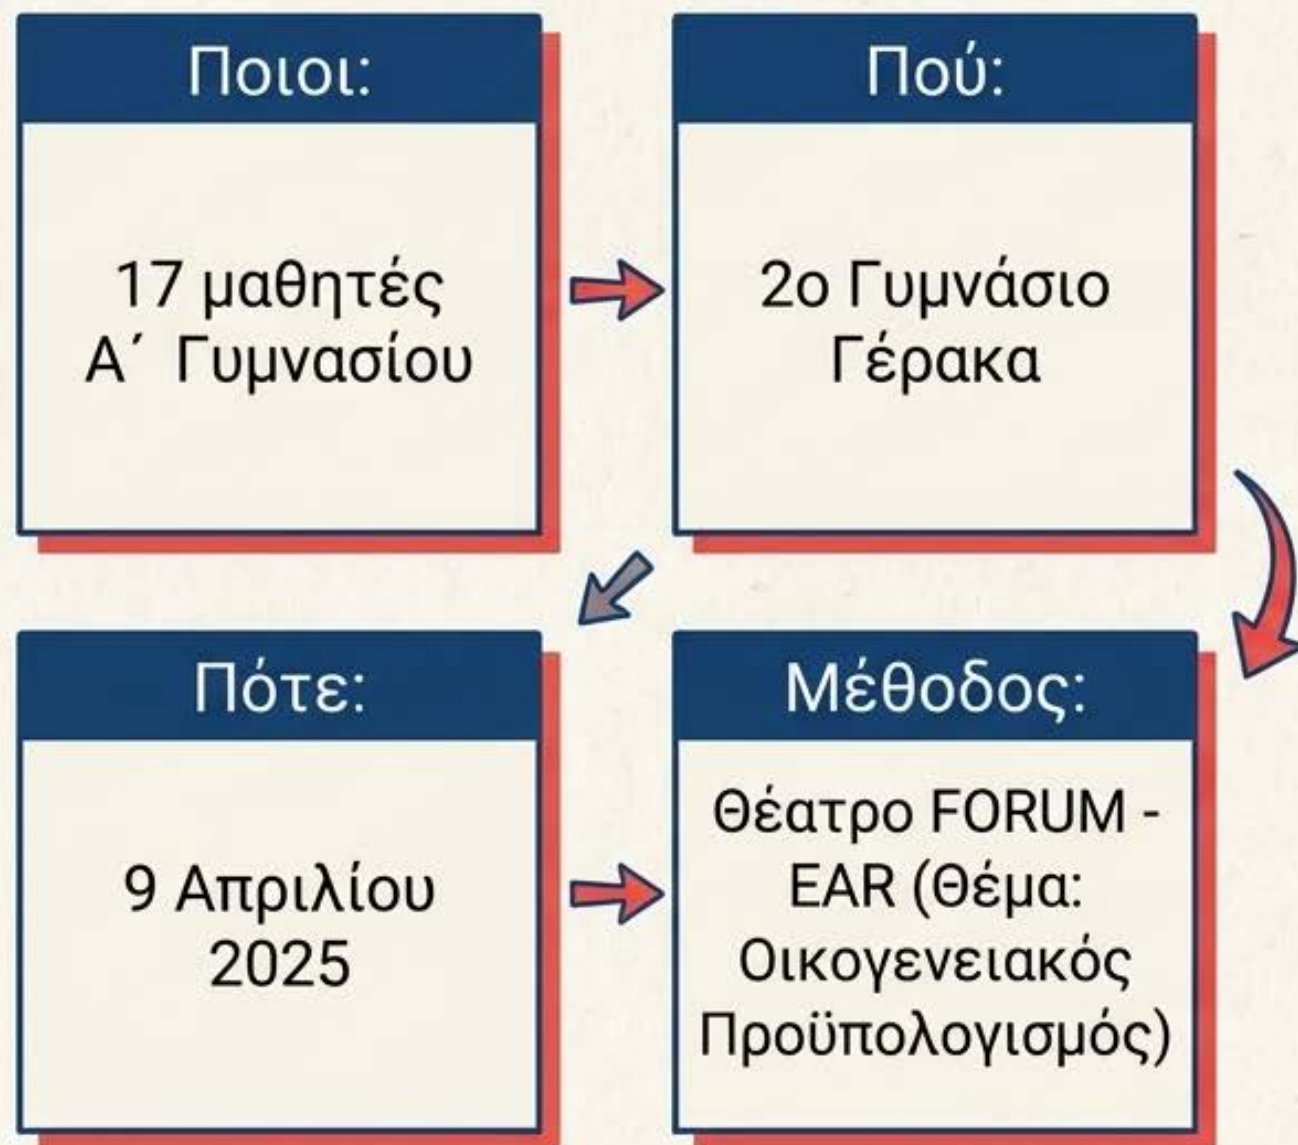 Ποιοι:
17 μαθητές
Α΄ Γυμνασίου
Πού:
2ο Γυμνάσιο
Γέρακα
Πότε:
9 Απριλίου
2025
Μέθοδος:
Θέατρο FORUM -
EAR (Θέμα:
Οικογενειακός
Προϋπολογισμός)